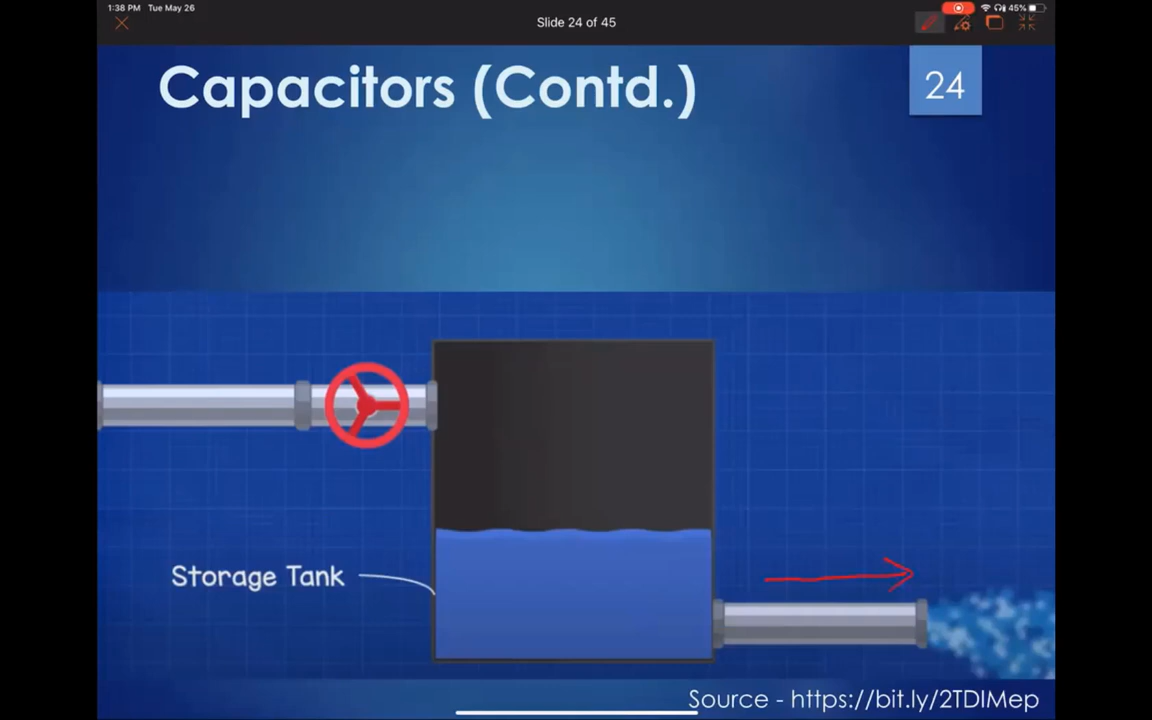 1:38 PM Tue May 26
45%
Slide 24 of 45
Capacitors (Contd.)
24
Storage Tank
Source - https://bit.ly/2TDIMep